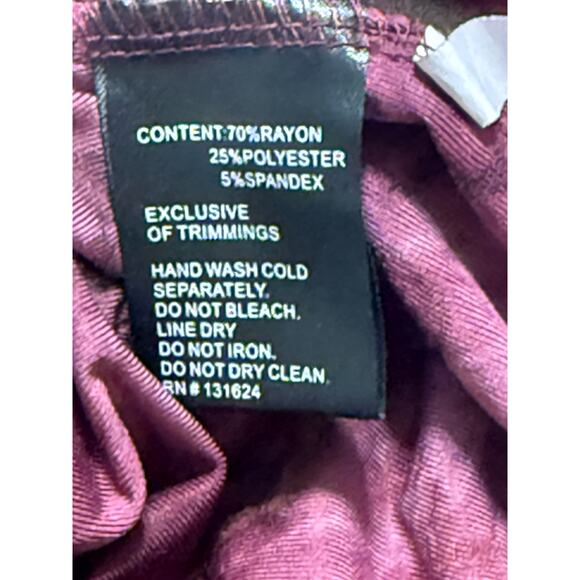 CONTENT:70%RAYON
25%POLYESTER
5%SPANDEX
EXCLUSIVE
OF TRIMMINGS
HAND WASH COLD
SEPARATELY.
DO NOT BLEACH.
LINE DRY
DO NOT IRON.
DO NOT DRY CLEAN.
RN # 131624